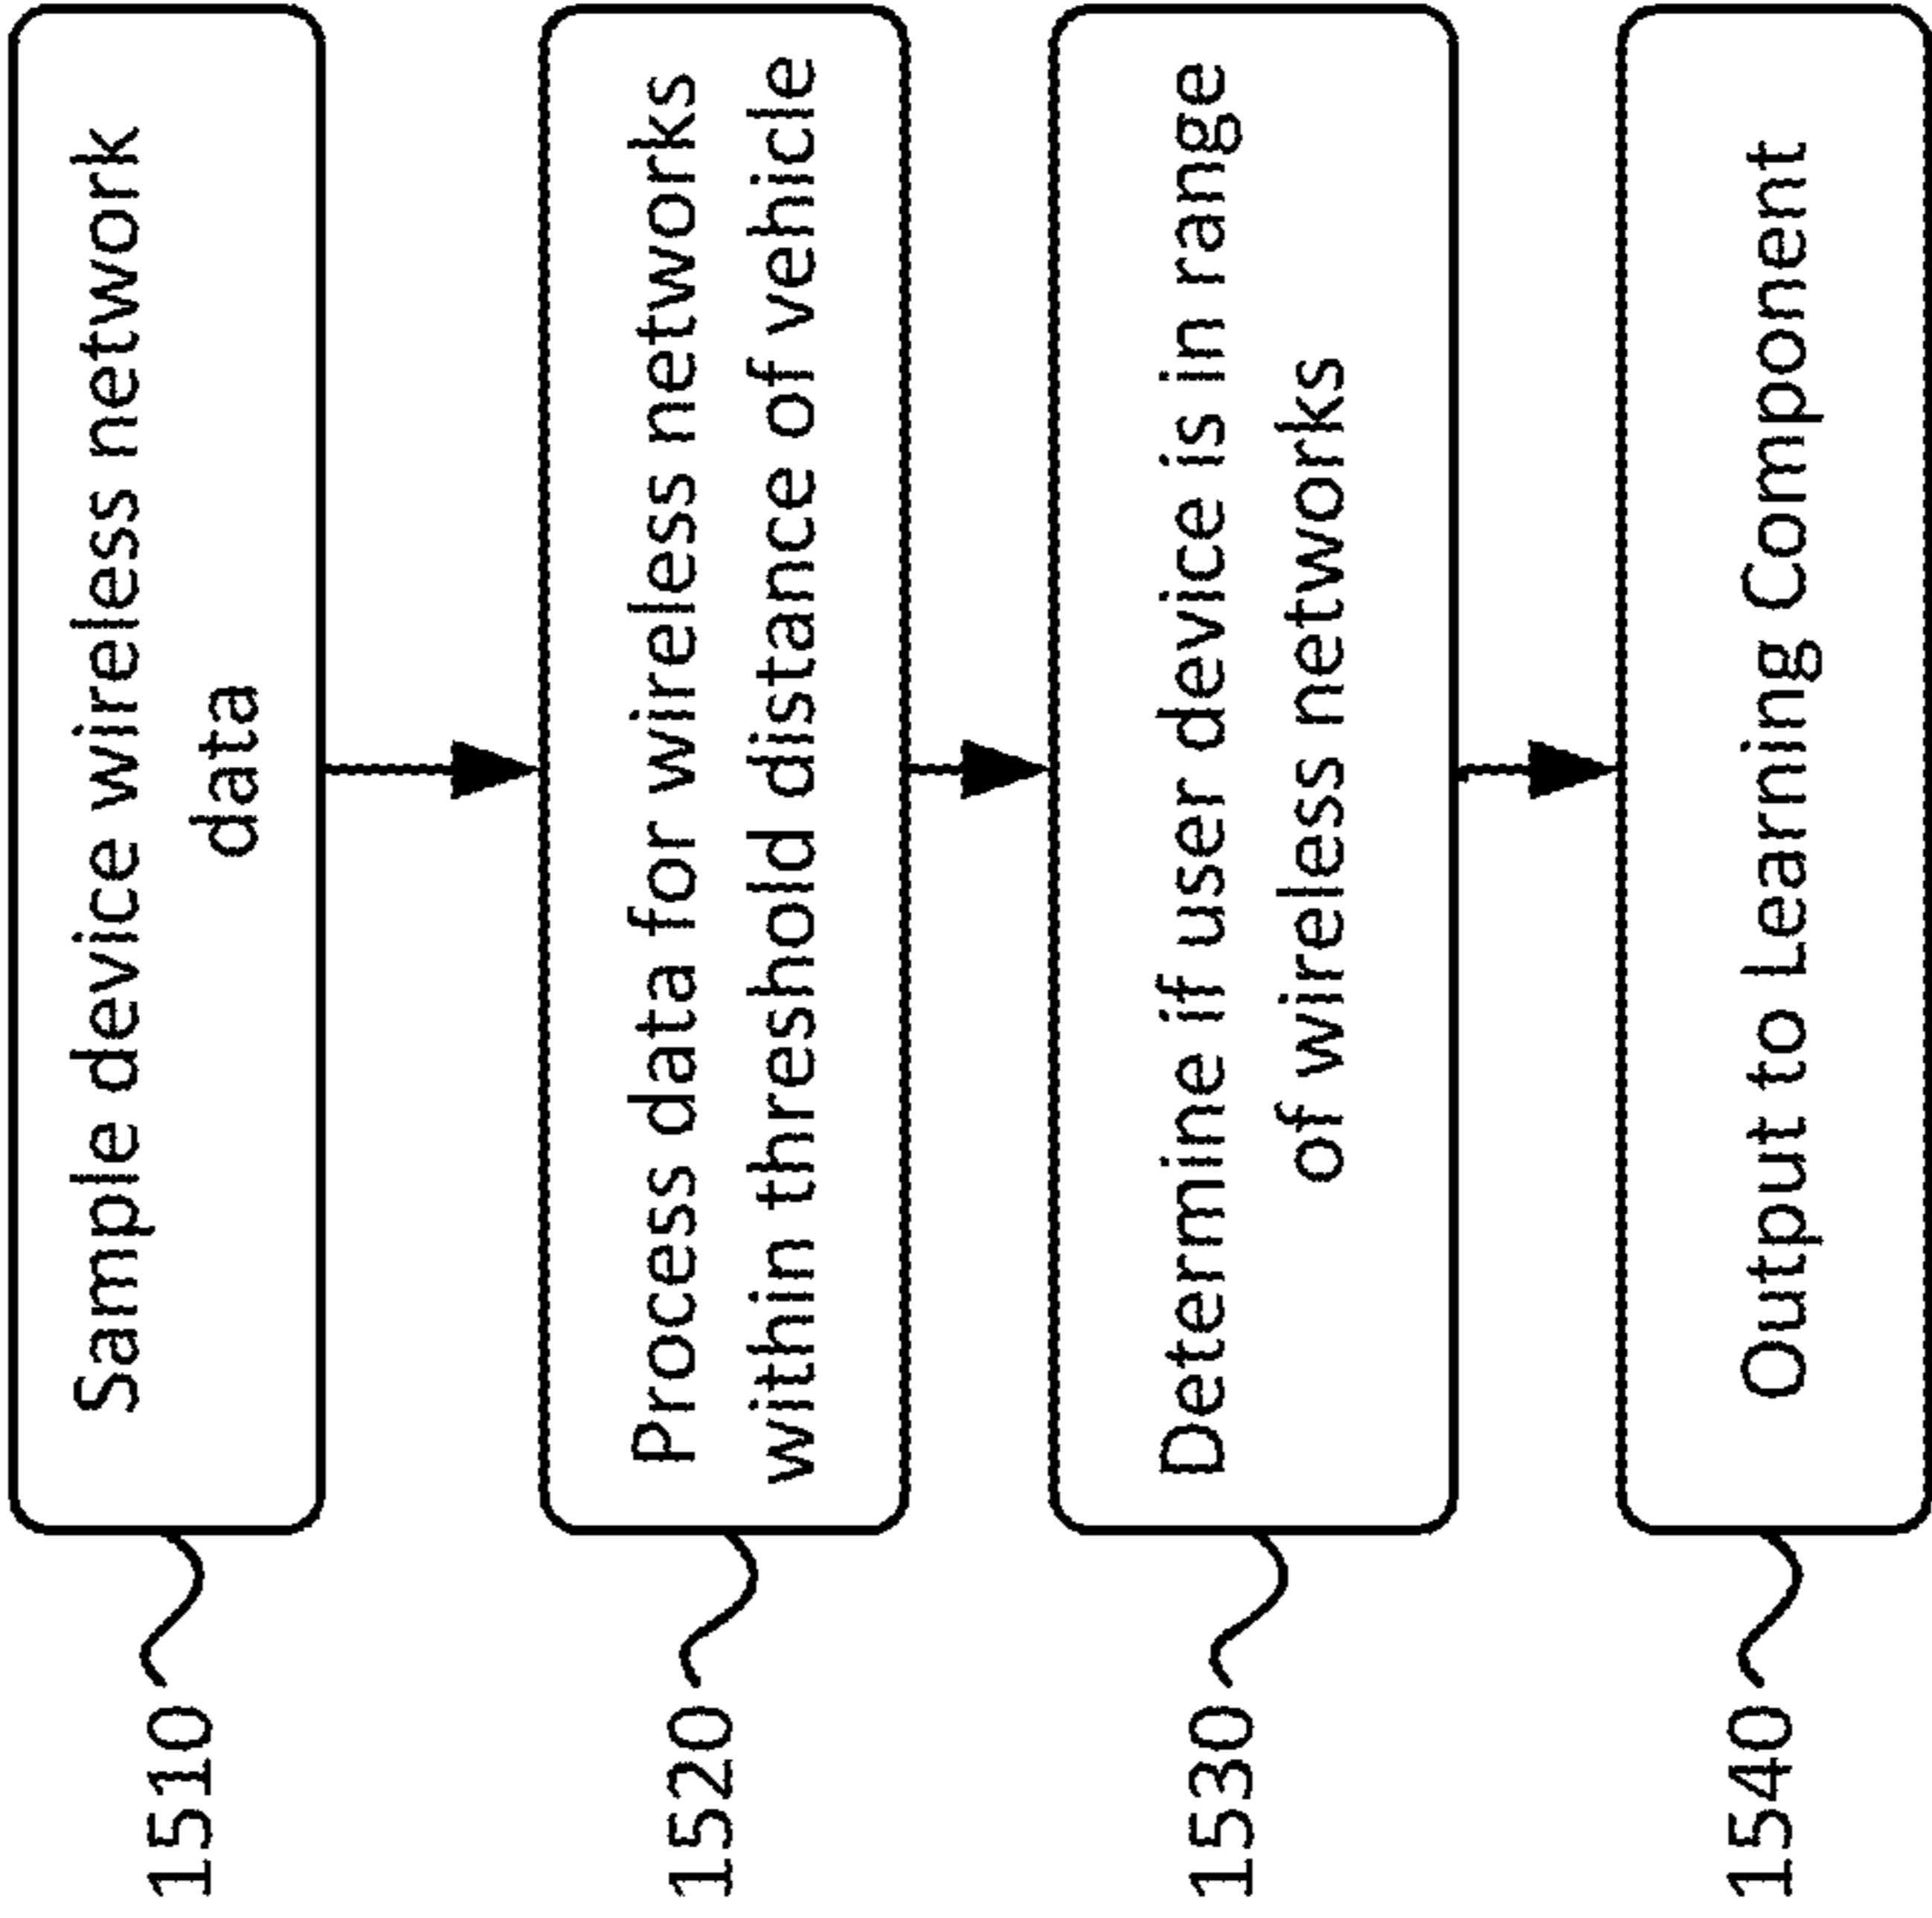 1510
Sample device wireless network
data
1520
Process data for wireless networks
within threshold distance of vehicle
1530
Determine if user device is in range
of wireless networks
1540
Output to Learning Component